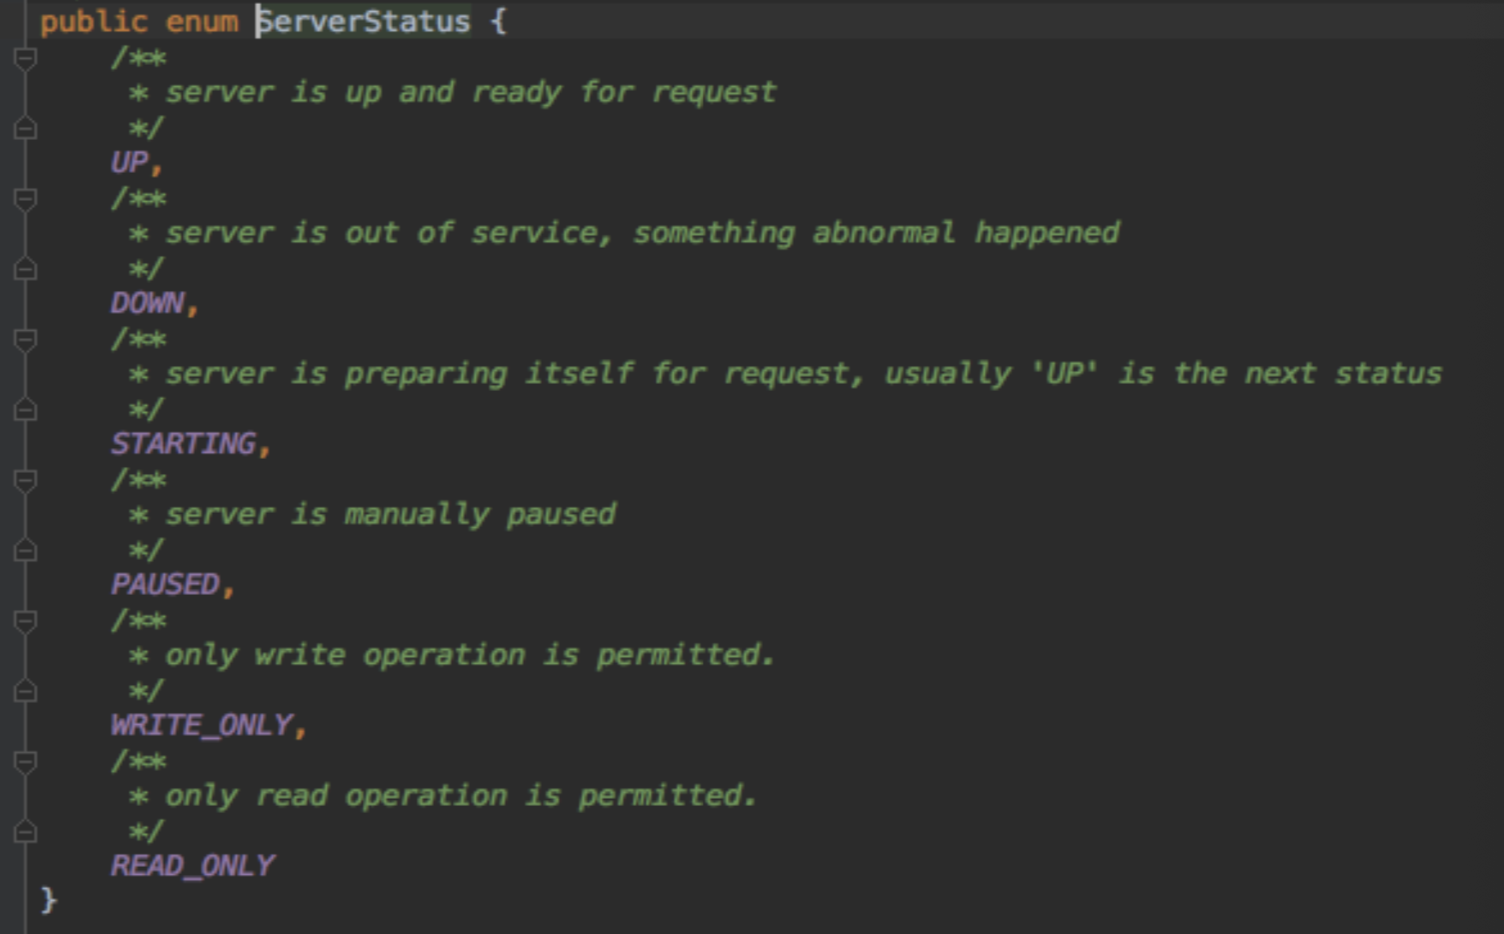 public enum ServerStatus {
/**
* server is up and ready for request
*/
UP,
/**
* server is out of service, something abnormal happened
*/
DOWN,
/**
* server is preparing itself for request, usually 'UP' is the next status
*/
STARTING,
/**
* server is manually paused
*/
PAUSED,
/**
* only write operation is permitted.
*/
WRITE_ONLY,
/**
* only read operation is permitted.
*/
READ_ONLY
}